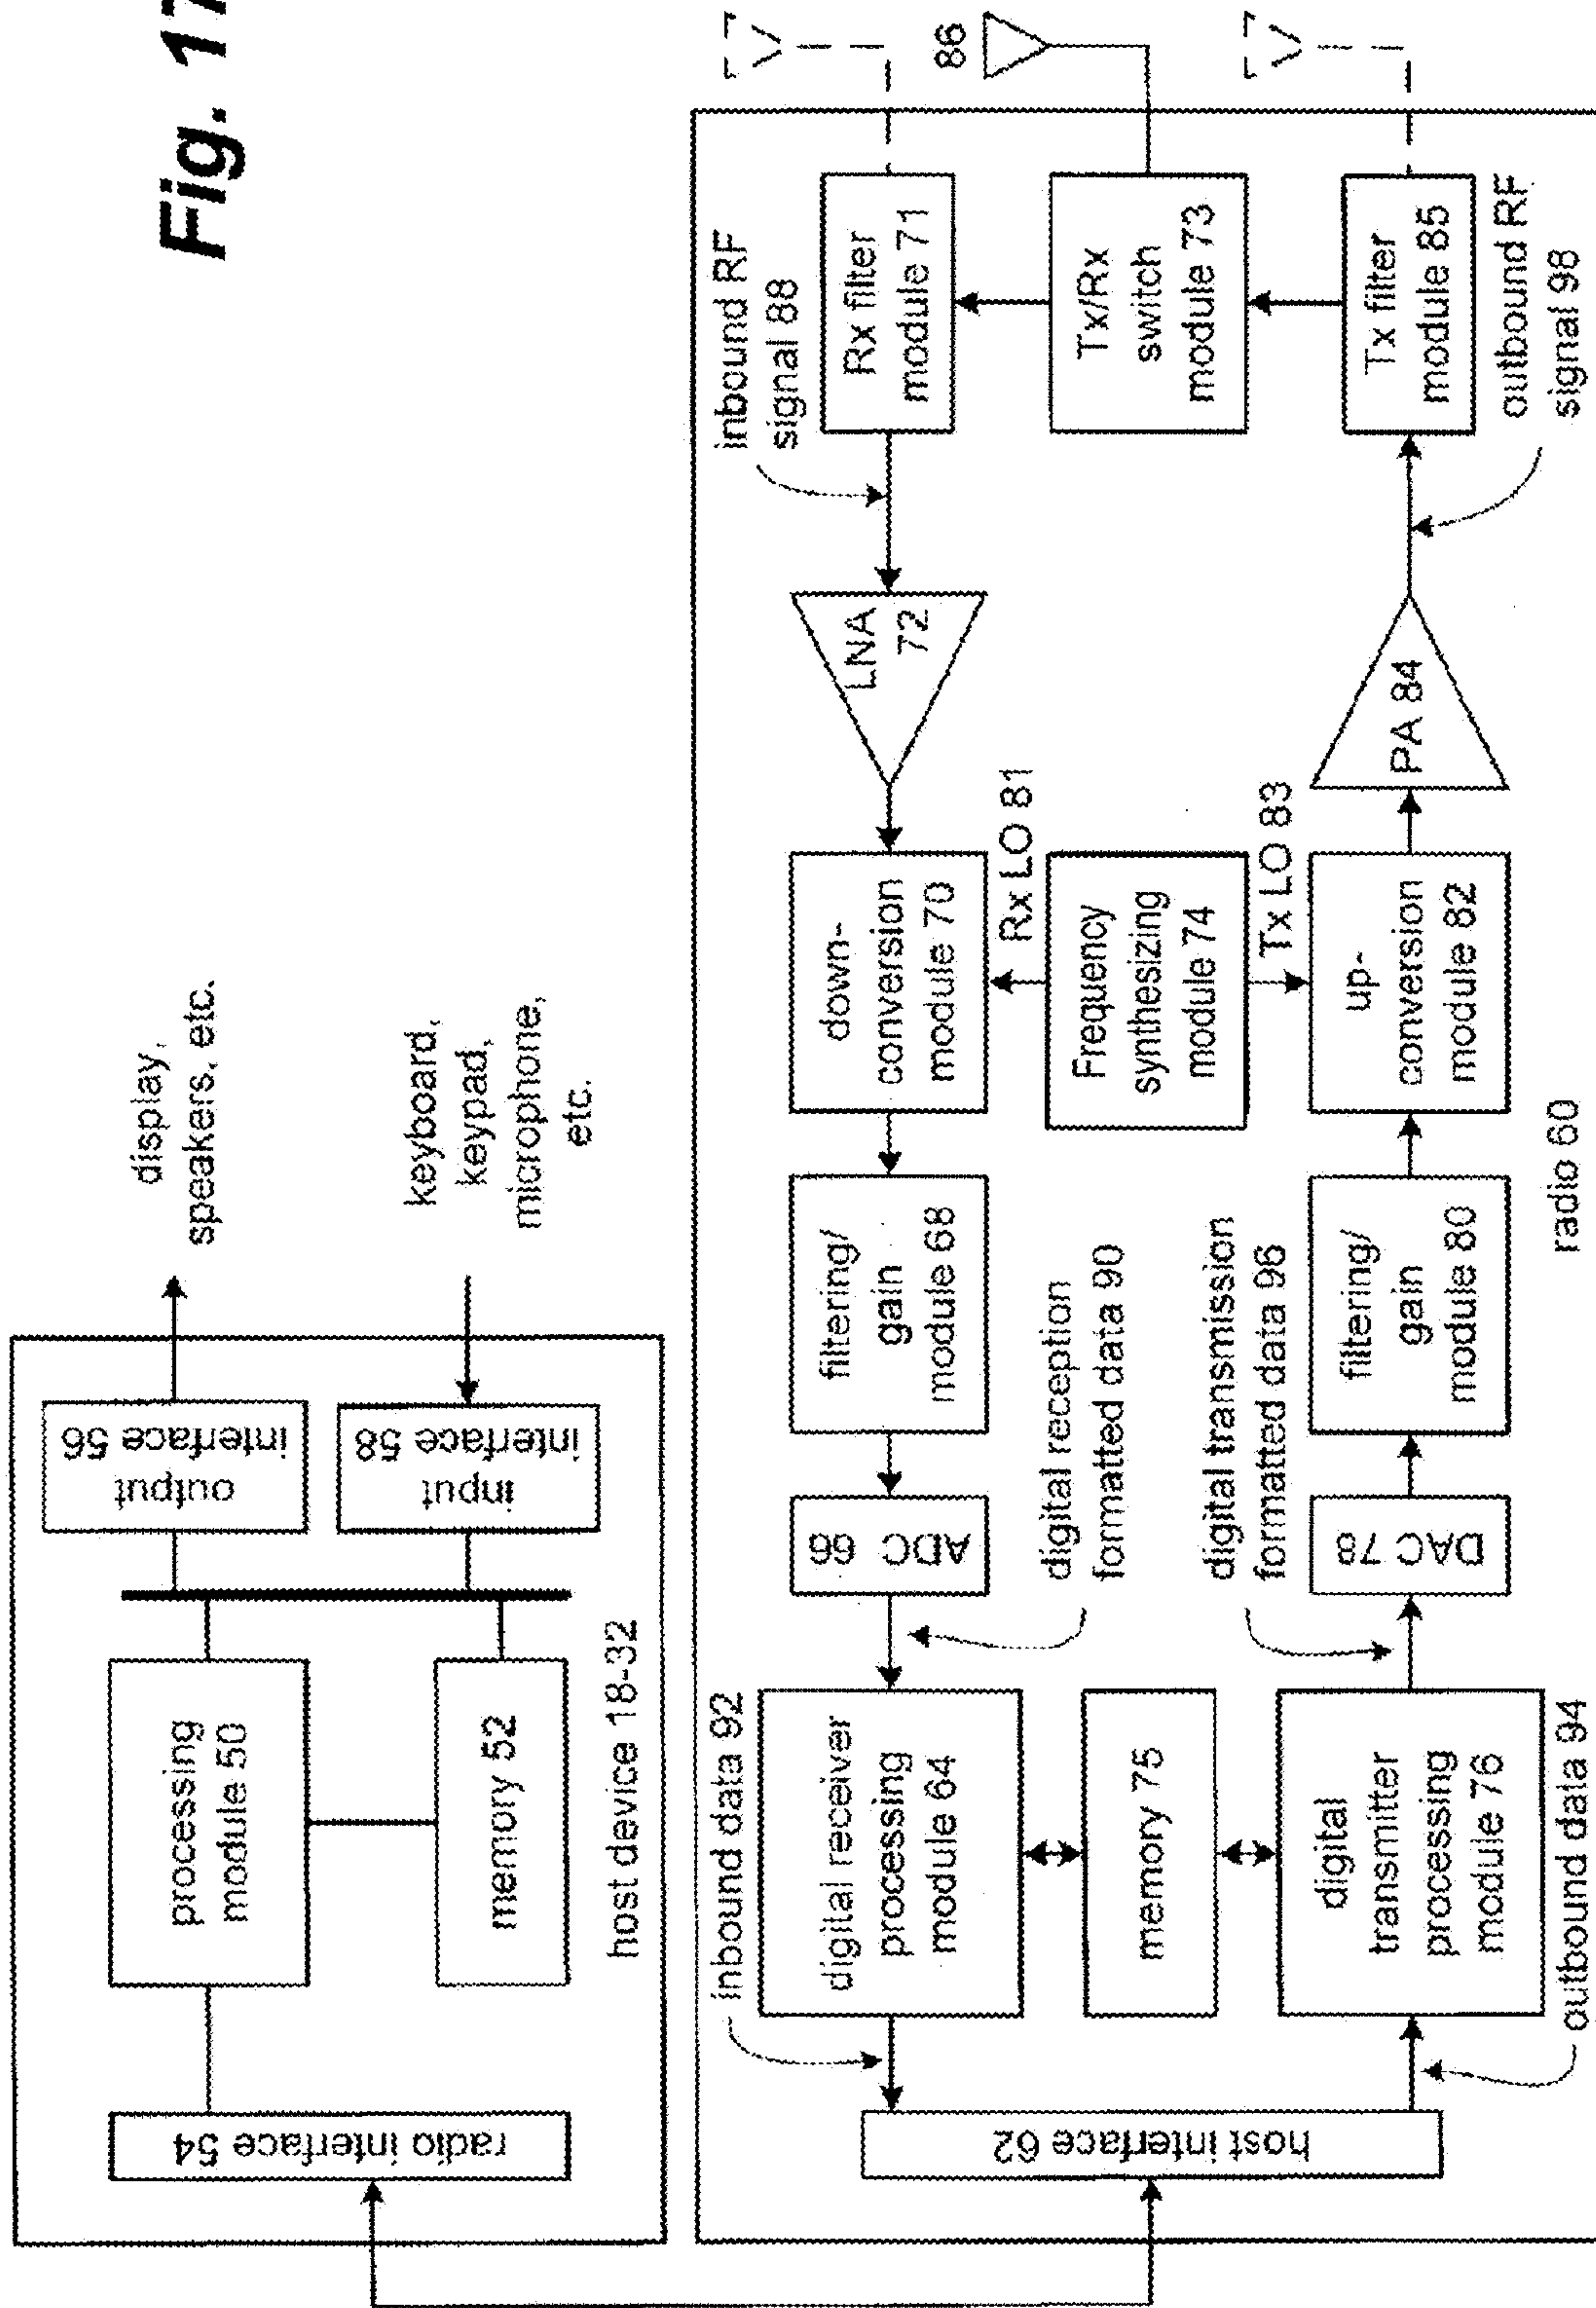 Fig. 17
display,
speakers, etc.
keyboard,
keypad,
microphone,
etc.
output
interface 56
input
interface 58
processing
module 50
memory 52
radio interface 54
host device 18-32
host interface 62
inbound data 92
digital receiver
processing
module 64
memory 75
digital
transmitter
processing
module 76
outbound data 94
ADC 66
digital reception
formatted data 90
digital transmission
formatted data 96
DAC 78
filtering/
gain
module 68
filtering/
gain
module 80
down-
conversion
module 70
Rx LO 81
Frequency
synthesizing
module 74
Tx LO 83
up-
conversion
module 82
radio 60
LNA
72
PA 84
inbound RF
signal 88
Rx filter
module 71
Tx/Rx
switch
module 73
Tx filter
module 85
outbound RF
signal 98
86